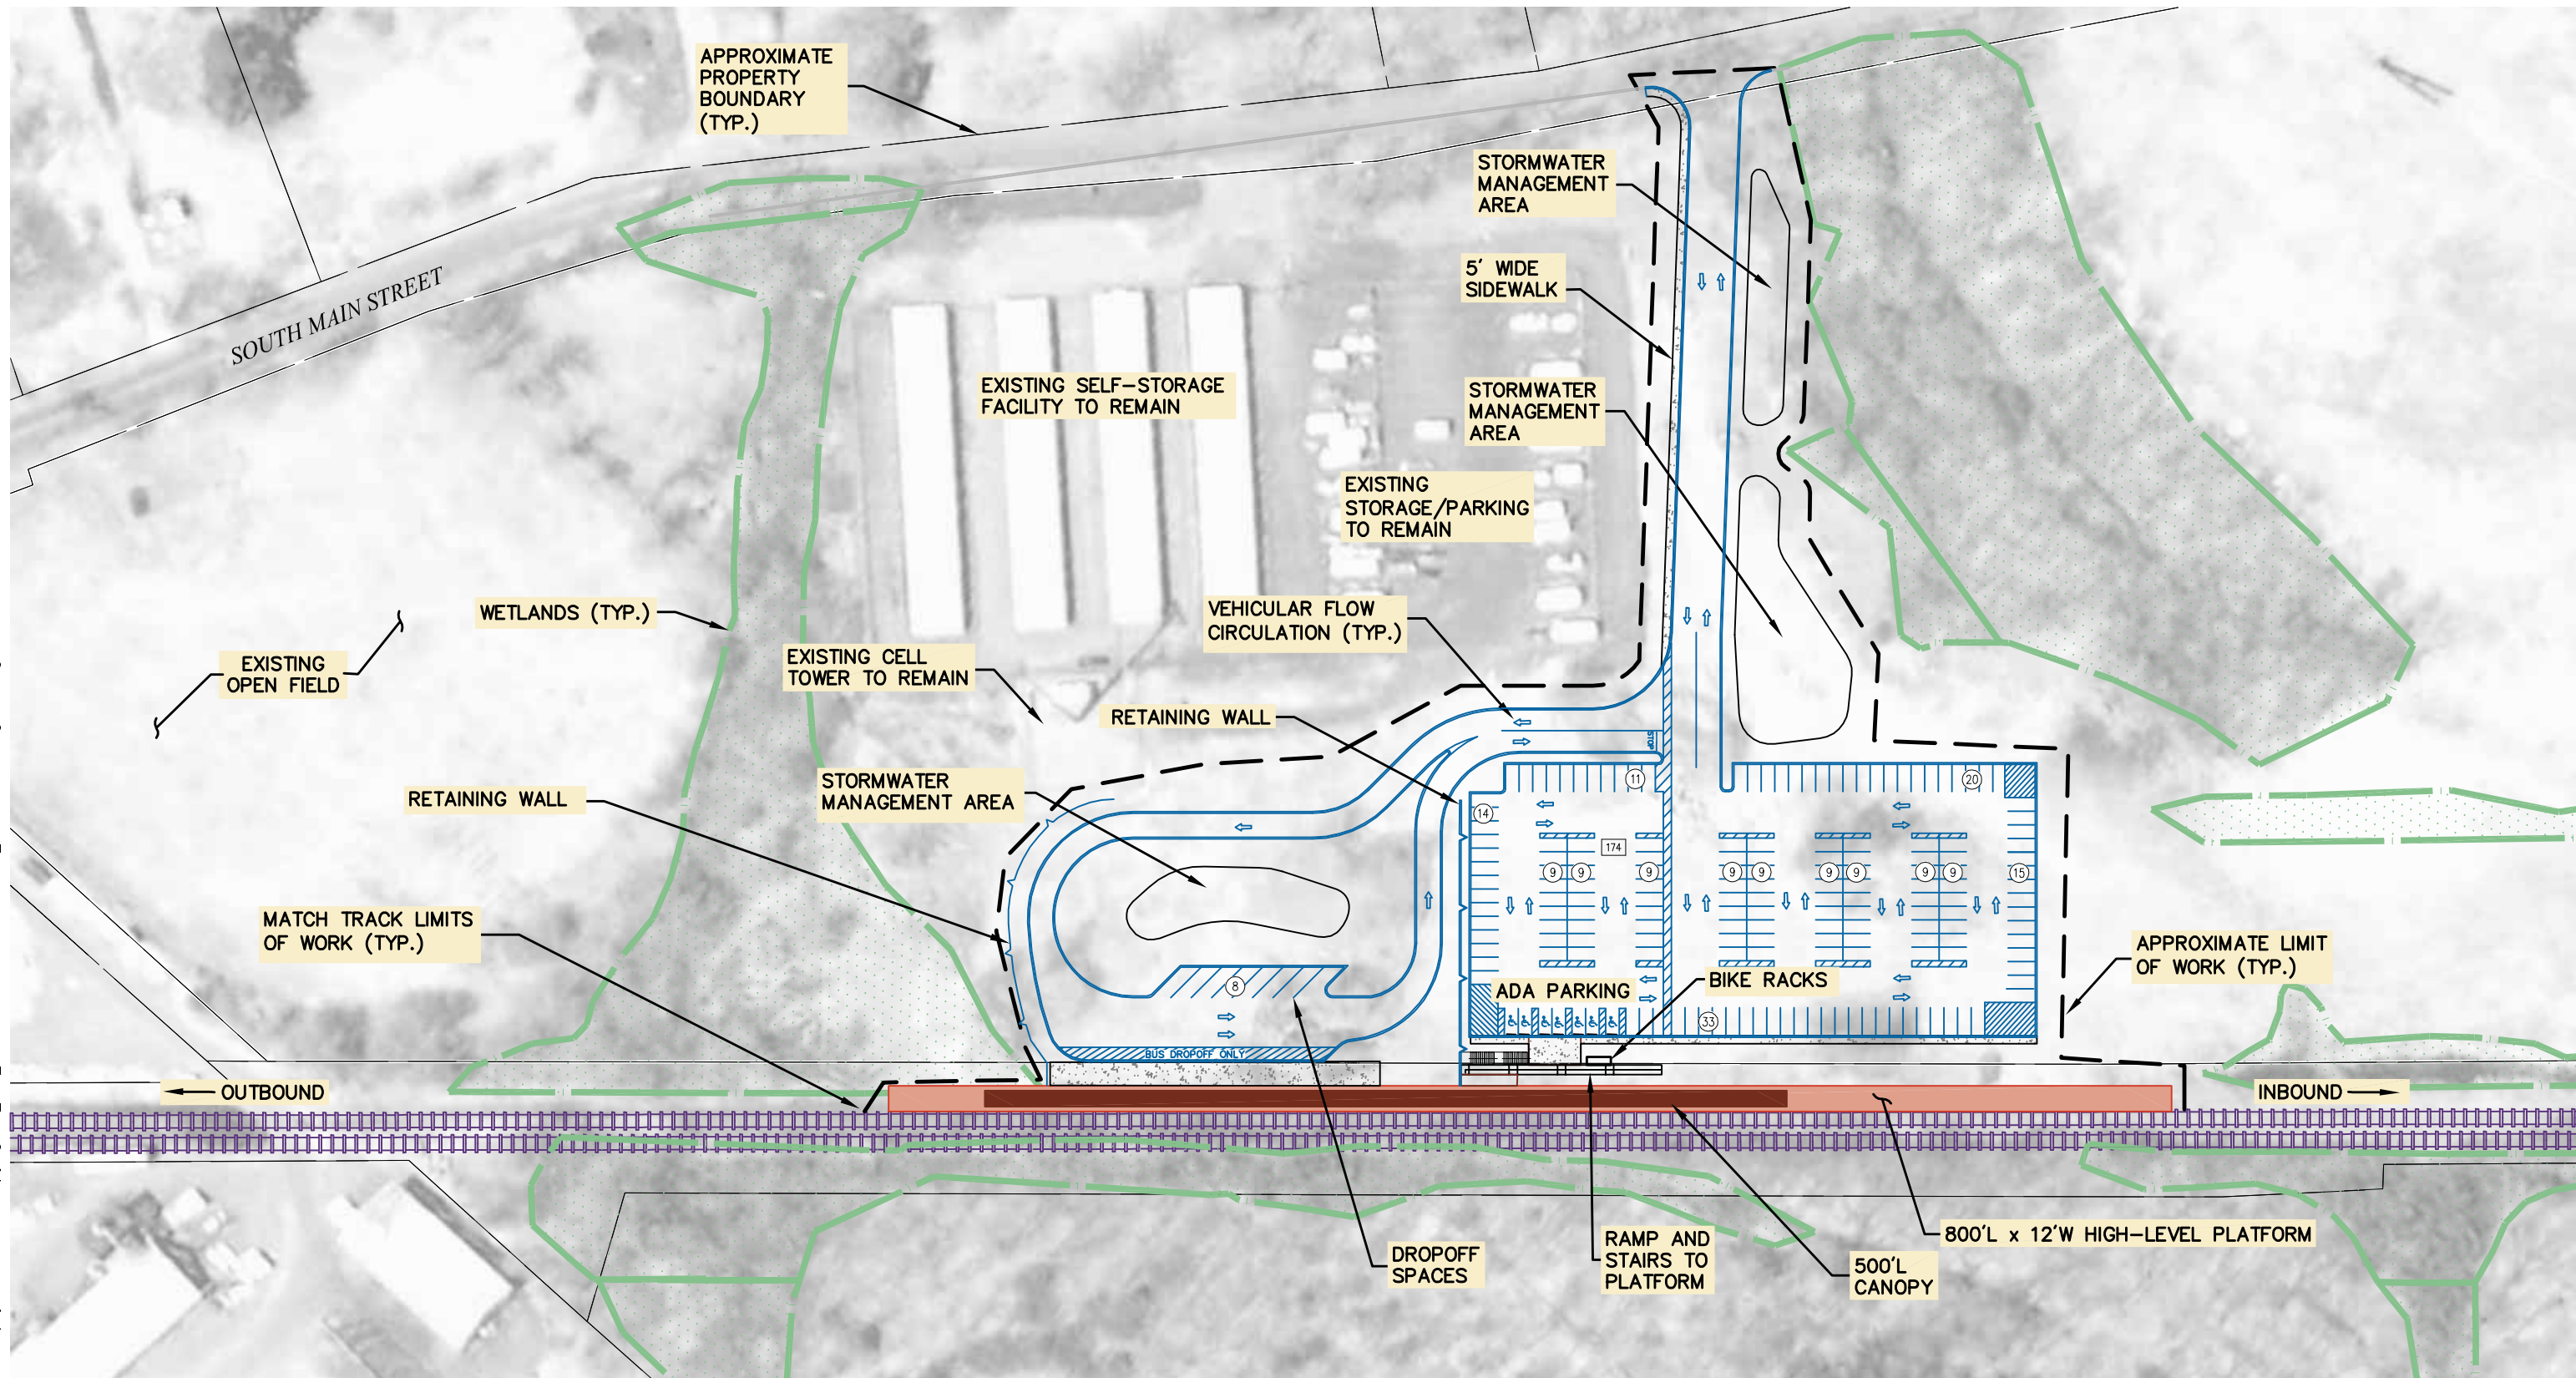 APPROXIMATE
PROPERTY
BOUNDARY
(TYP.)
STORMWATER
MANAGEMENT
AREA
5' WIDE
SIDEWALK
SOUTH MAIN STREET
EXISTING SELF-STORAGE
FACILITY TO REMAIN
STORMWATER
MANAGEMENT
AREA
EXISTING
STORAGE/PARKING
TO REMAIN
WETLANDS (TYP.)
VEHICULAR FLOW
CIRCULATION (TYP.)
EXISTING
OPEN FIELD
EXISTING CELL
TOWER TO REMAIN
RETAINING WALL
STOP
STORMWATER
MANAGEMENT AREA
RETAINING WALL
11
20
14
174
9
9
9
9
9
9
9
9
9
15
MATCH TRACK LIMITS
OF WORK (TYP.)
APPROXIMATE LIMIT
OF WORK (TYP.)
8
ADA PARKING
BIKE RACKS
33
BUS DROPOFF ONLY
OUTBOUND
INBOUND
DROPOFF
SPACES
RAMP AND
STAIRS TO
PLATFORM
500'L
CANOPY
800'L x 12'W HIGH-LEVEL PLATFORM